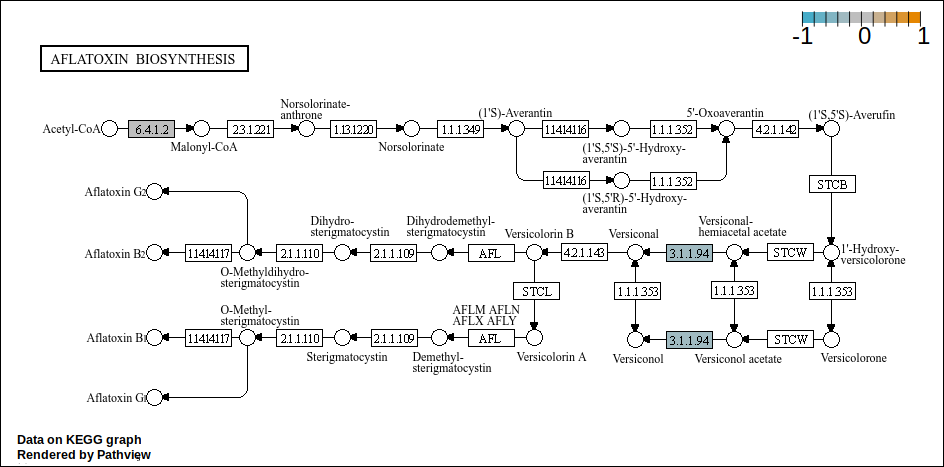 -1 0 1
AFLATOXIN BIOSYNTHESIS
Norsolorinate-
anthrone
(1'S)-Averantin
5'-Oxoaverantin
(1'S,5'S)-Averufin
Acetyl-CoA
6.4.1.2
2.3.1.221
1.13.12.20
1.1.1.349
1.14.14.116
1.1.1.352
4.2.1.142
Malonyl-CoA
Norsolorinate
(1'S,5'S)-5'-Hydroxy-
averantin
1.14.14.116
1.1.1.352
STCB
Aflatoxin G2
(1'S,5'R)-5'-Hydroxy-
averantin
Dihydro-
sterigmatocystin
Dihydrodemethyl-
sterigmatocystin
Versicolorin B
Versiconal
Versiconal-
hemiacetal acetate
Aflatoxin B2
1.14.14.117
2.1.1.110
2.1.1.109
AFL
4.2.1.143
3.1.1.94
STCW
1'-Hydroxy-
versicolorone
O-Methyldihydro-
sterigmatocystin
STCL
1.1.1.353
1.1.1.353
1.1.1.353
O-Methyl-
sterigmatocystin
AFLM AFLN
AFLX AFLY
Aflatoxin B1
1.14.14.117
2.1.1.110
2.1.1.109
AFL
3.1.1.94
STCW
Sterigmatocystin
Demethyl-
sterigmatocystin
Versicolorin A
Versiconol
Versiconol acetate
Versicolorone
Aflatoxin G1
Data on KEGG graph
Rendered by Pathview